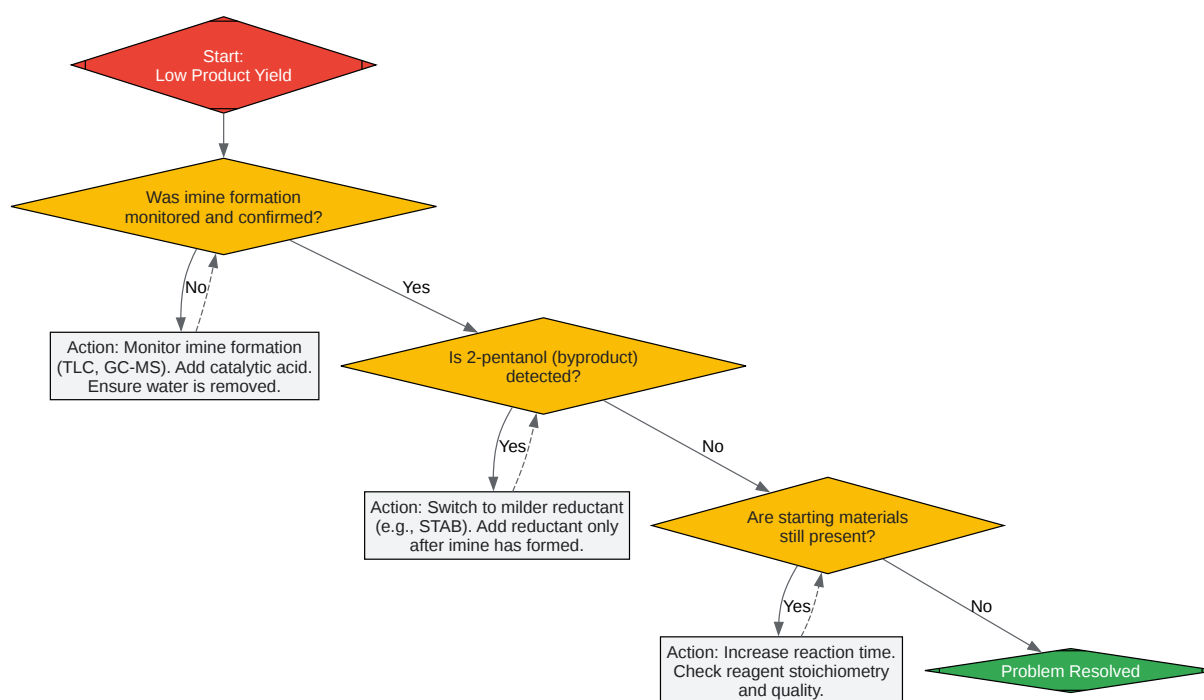 Start:
Low Product Yield
Was imine formation
monitored and confirmed?
No
Yes
Action: Monitor imine formation
(TLC, GC-MS). Add catalytic acid.
Ensure water is removed.
Is 2-pentanol (byproduct)
detected?
Yes
No
Action: Switch to milder reductant
(e.g., STAB). Add reductant only
after imine has formed.
Are starting materials
still present?
Yes
No
Action: Increase reaction time.
Check reagent stoichiometry
and quality.
Problem Resolved